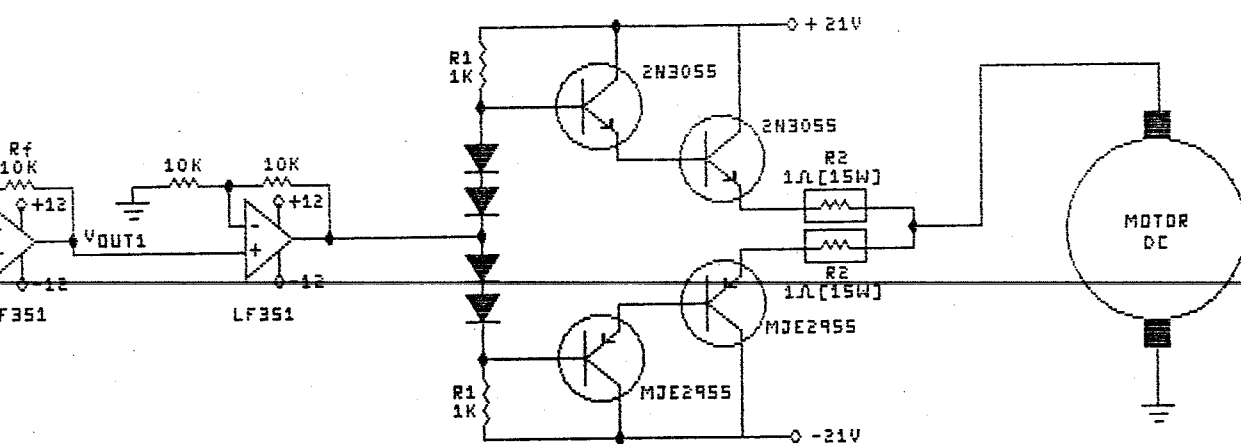 +21V
R1
1K
2N3055
2N3055
Rf
10K
10K
10K
R2
1Ω[15W]
+12
+12
VOUT1
-
+
MOTOR
DC
-12
-12
R2
1Ω[15W]
F351
LF351
MJE2955
R1
1K
MJE2955
-21V